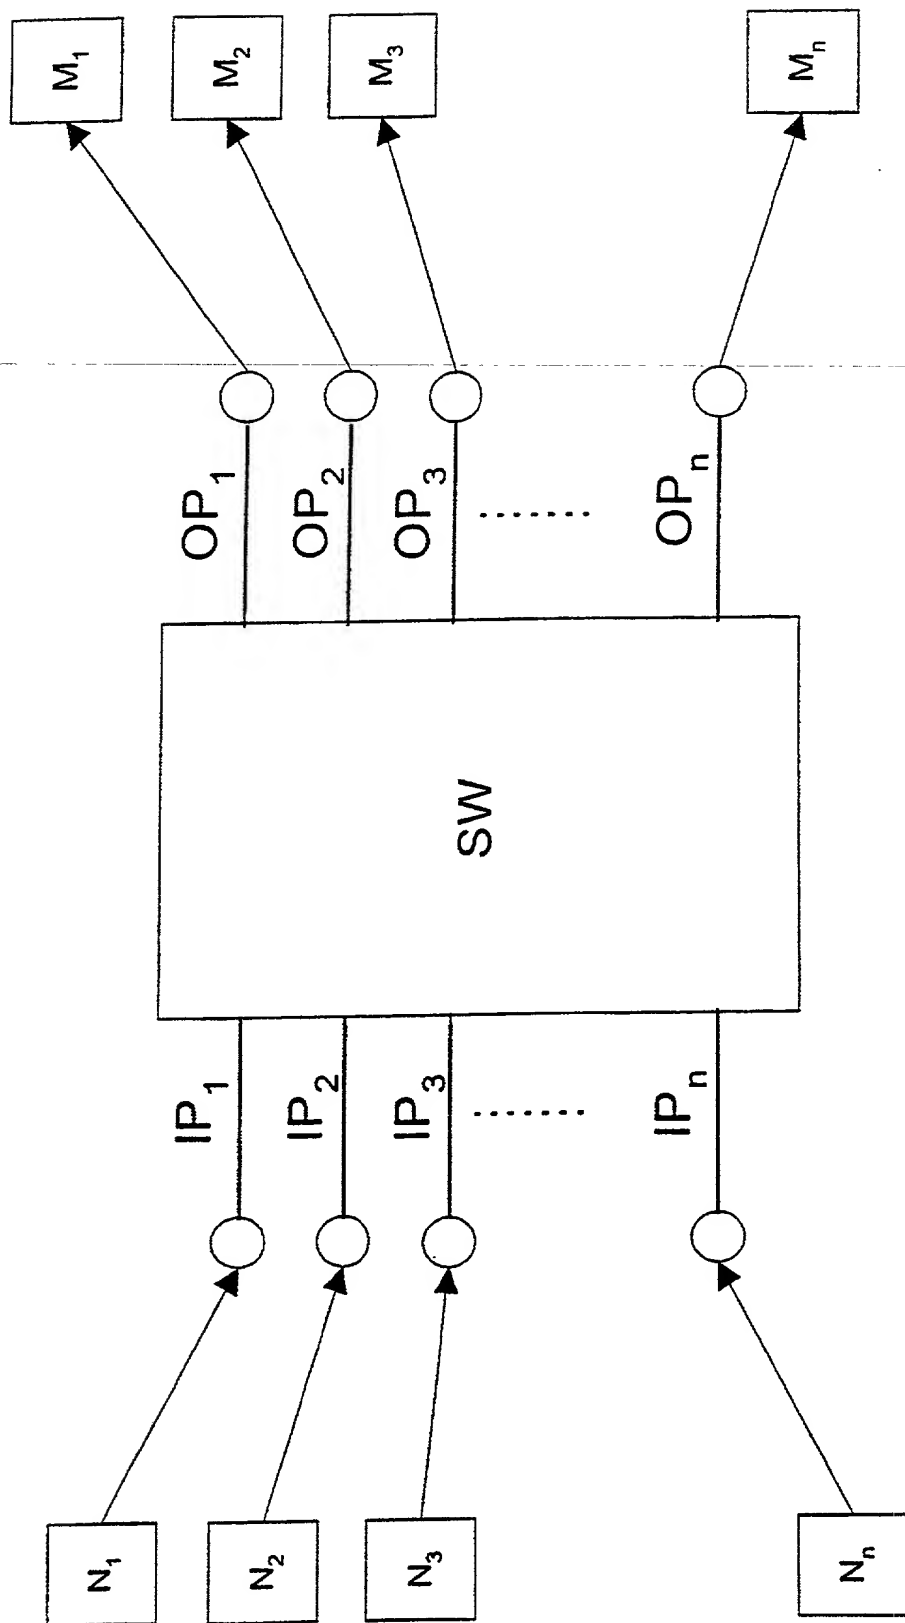 M₁
M₂
M₃
Mₙ
OP₁
OP₂
OP₃
........
OPₙ
SW
IP₁
IP₂
IP₃
........
IPₙ
N₁
N₂
N₃
Nₙ